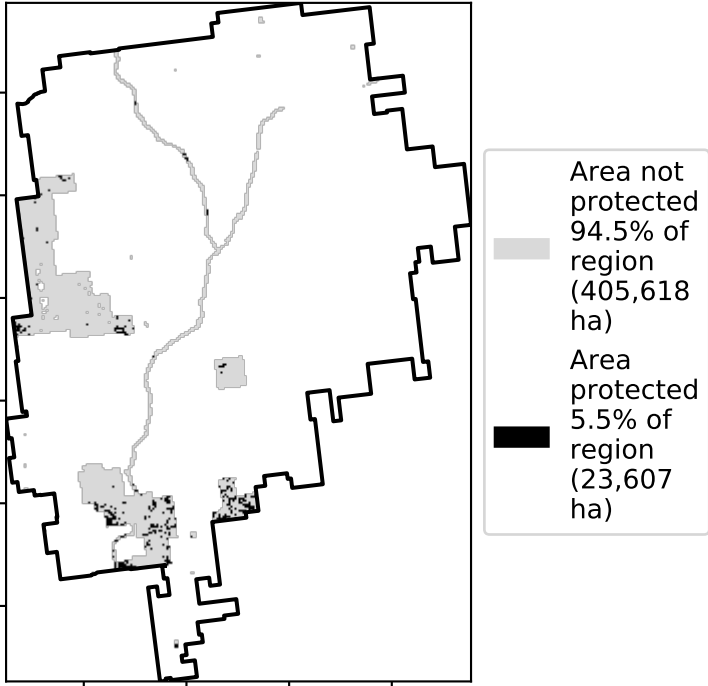 Area not
protected
94.5% of
region
(405,618
ha)
Area
protected
5.5% of
region
(23,607
ha)